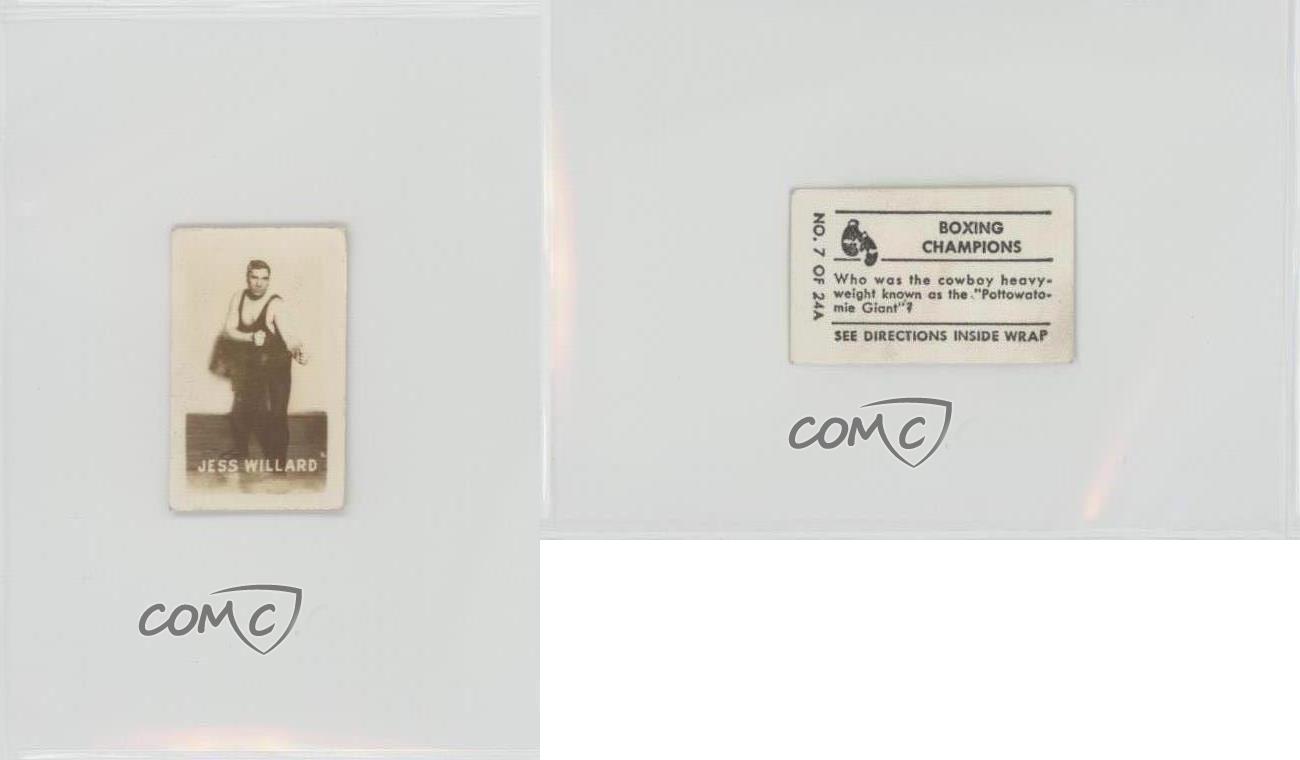 JESS WILLARD
COMC
NO. 7 OF 24A
BOXING
CHAMPIONS
Who was the cowboy heavy-
weight known as the "Pottowato-
mie Giant"?
SEE DIRECTIONS INSIDE WRAP
COMC